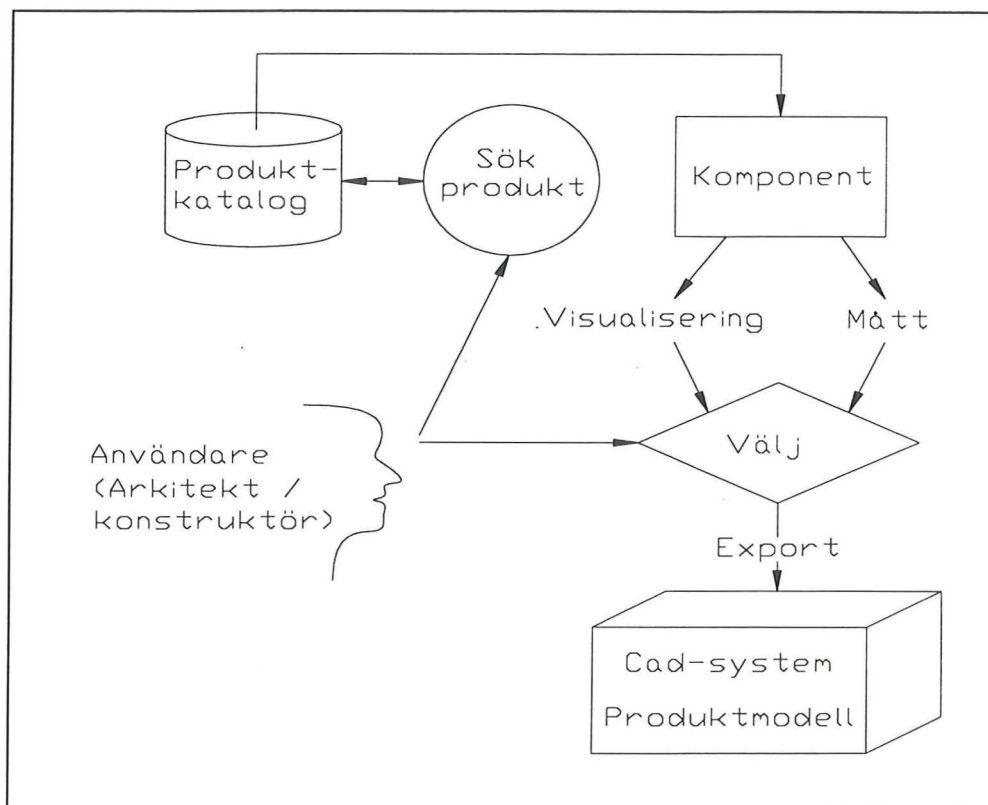 Produkt-
katalog
Sök
produkt
Komponent
Visualisering
Mått
Användare
(Arkitekt /
konstruktör)
Välj
Export
Cad-system
Produktmodell